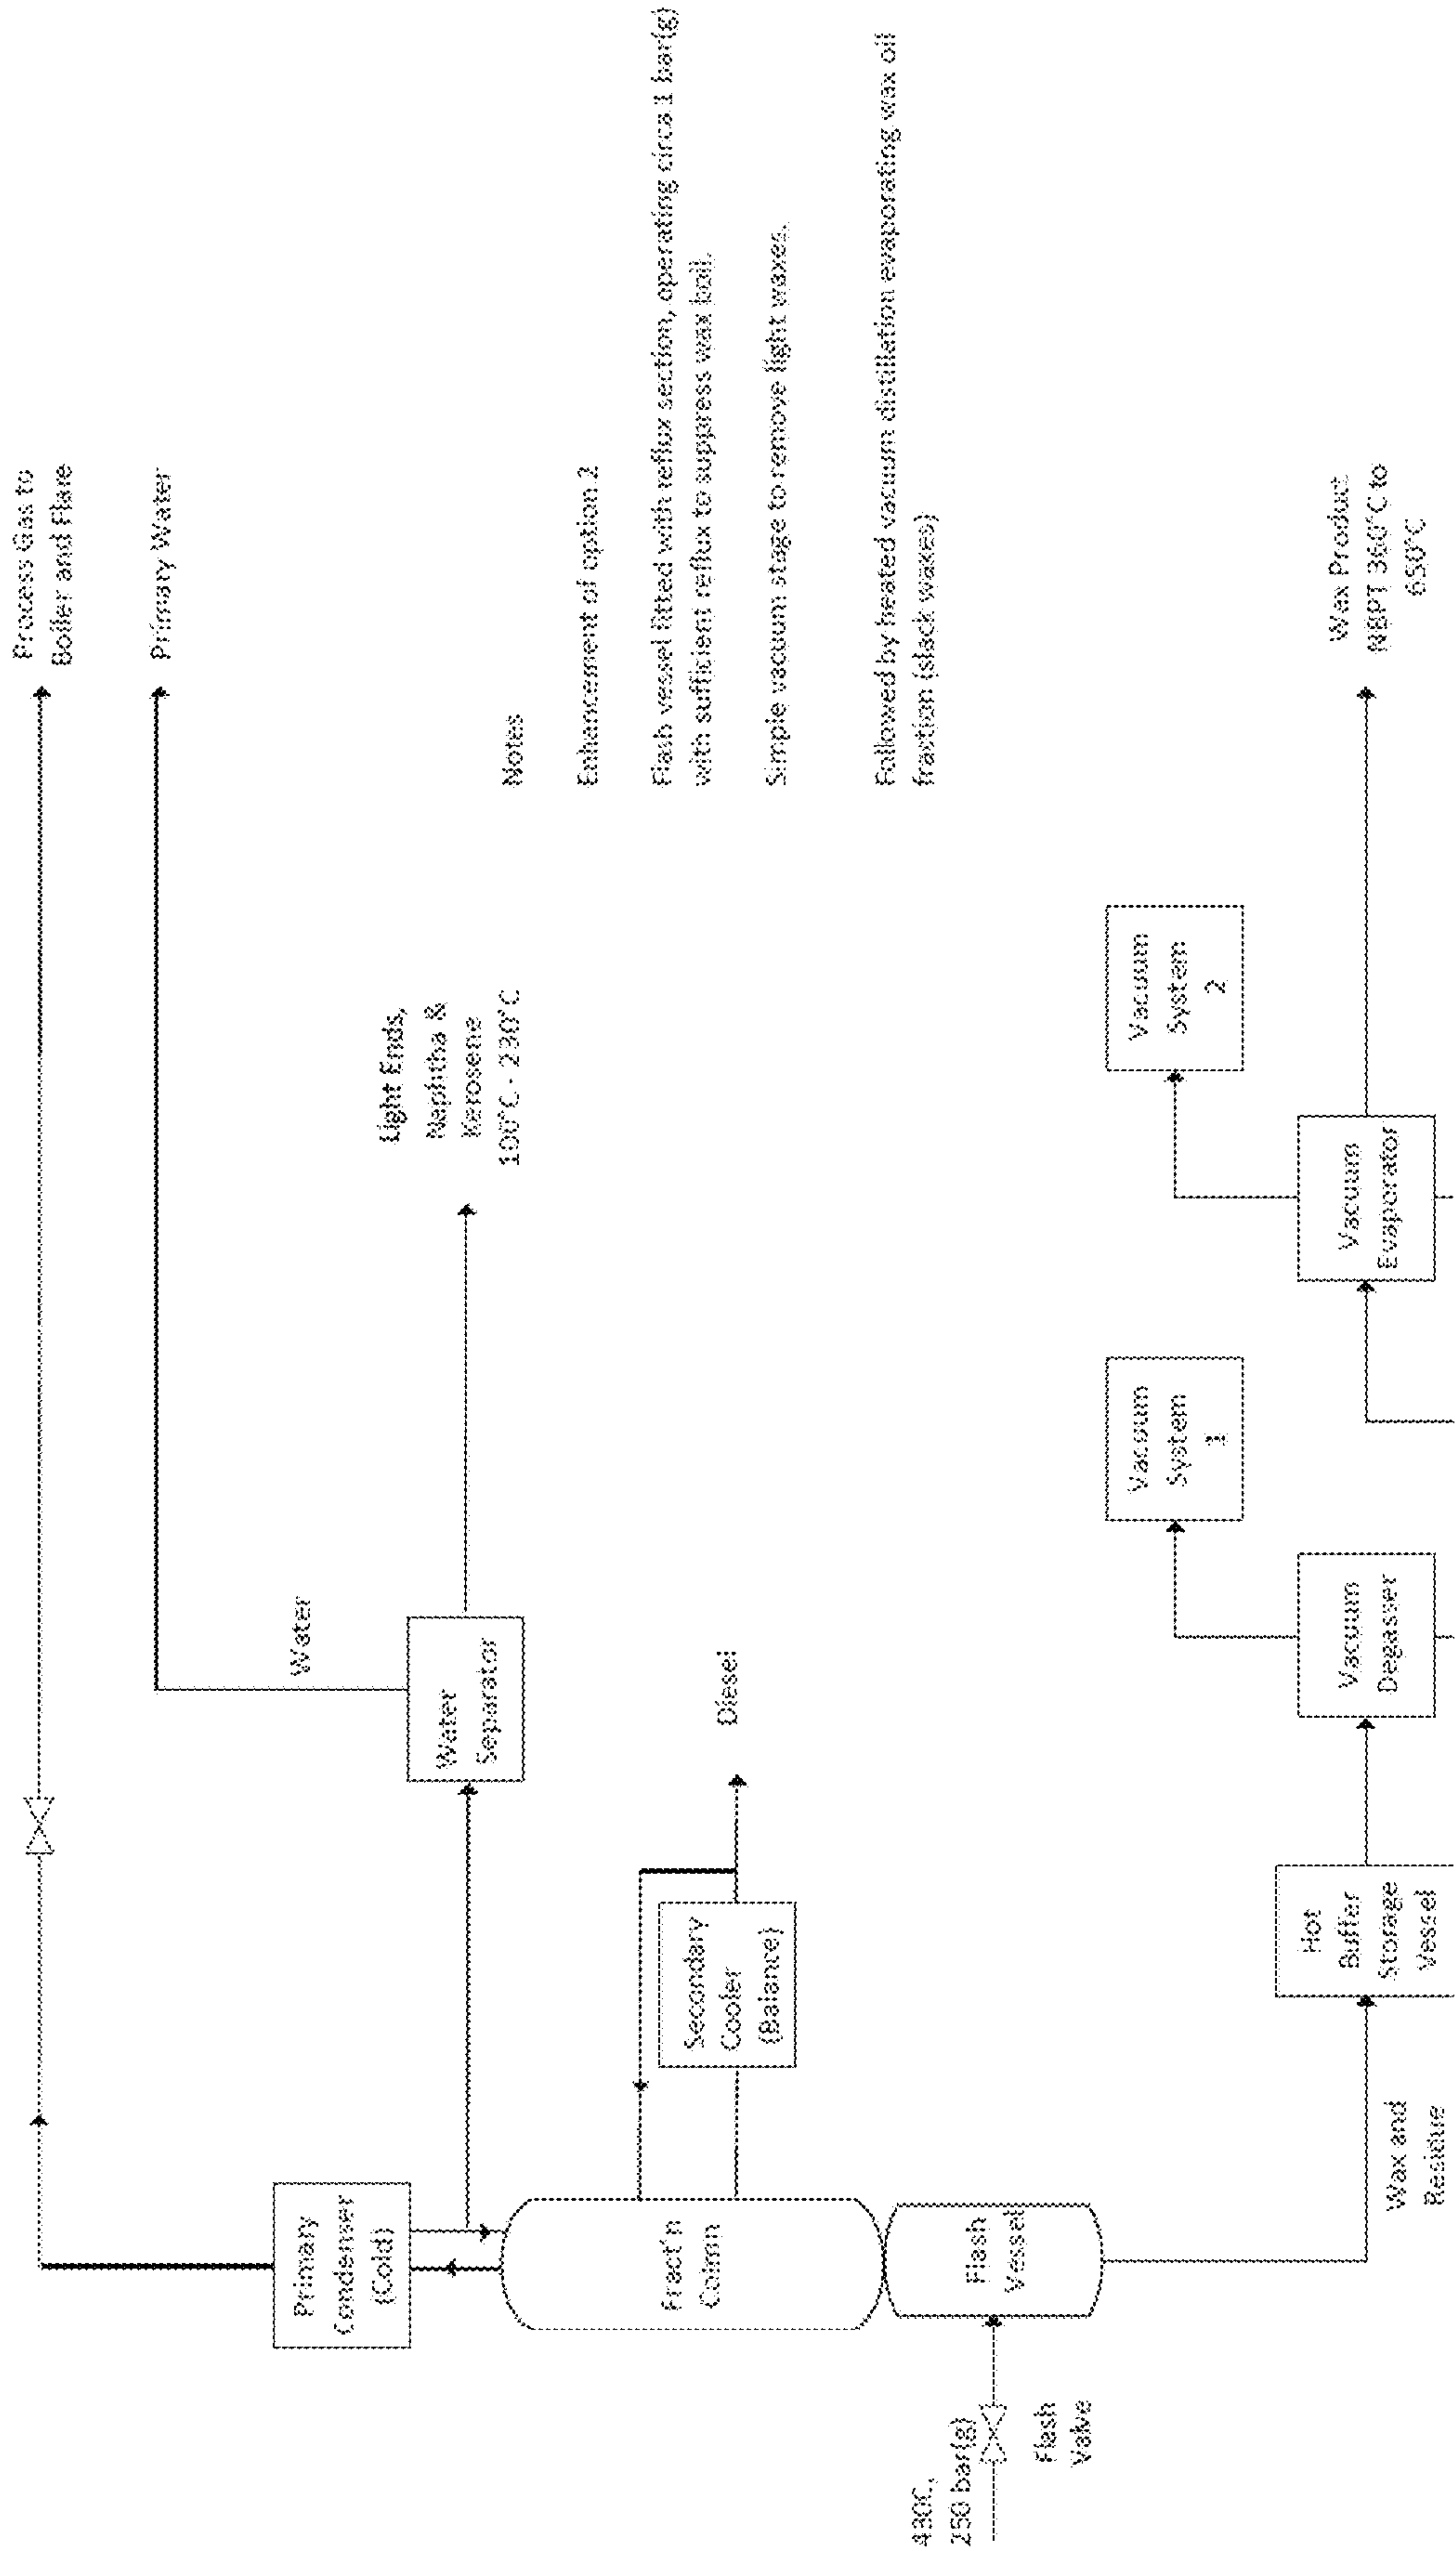 Process Gas to
Boiler and Flare
Primary Water
Water
Primary
Condenser
(Cold)
Water
Separator
Light Ends,
Naphtha &
Kerosene
Notes
Enhancement of option 2
Flash vessel fitted with reflux section, operating circa 1 bar(g)
with sufficient reflux to suppress wax boil.
Simple vacuum stage to remove light waxes.
Followed by heated vacuum distillation evaporating wax oil
fraction (slack waxes)
Fract'n
Colmn
Secondary
Cooler
(Balance)
Diesel
250 bar(g)
Flash
Valve
Flash
Vessel
Wax and
Residue
Hot
Buffer
Storage
Vessel
Vacuum
Degasser
Vacuum
System
1
Vacuum
Evaporator
Vacuum
System
2
Wax Product
NBPT 360°C to
650°C